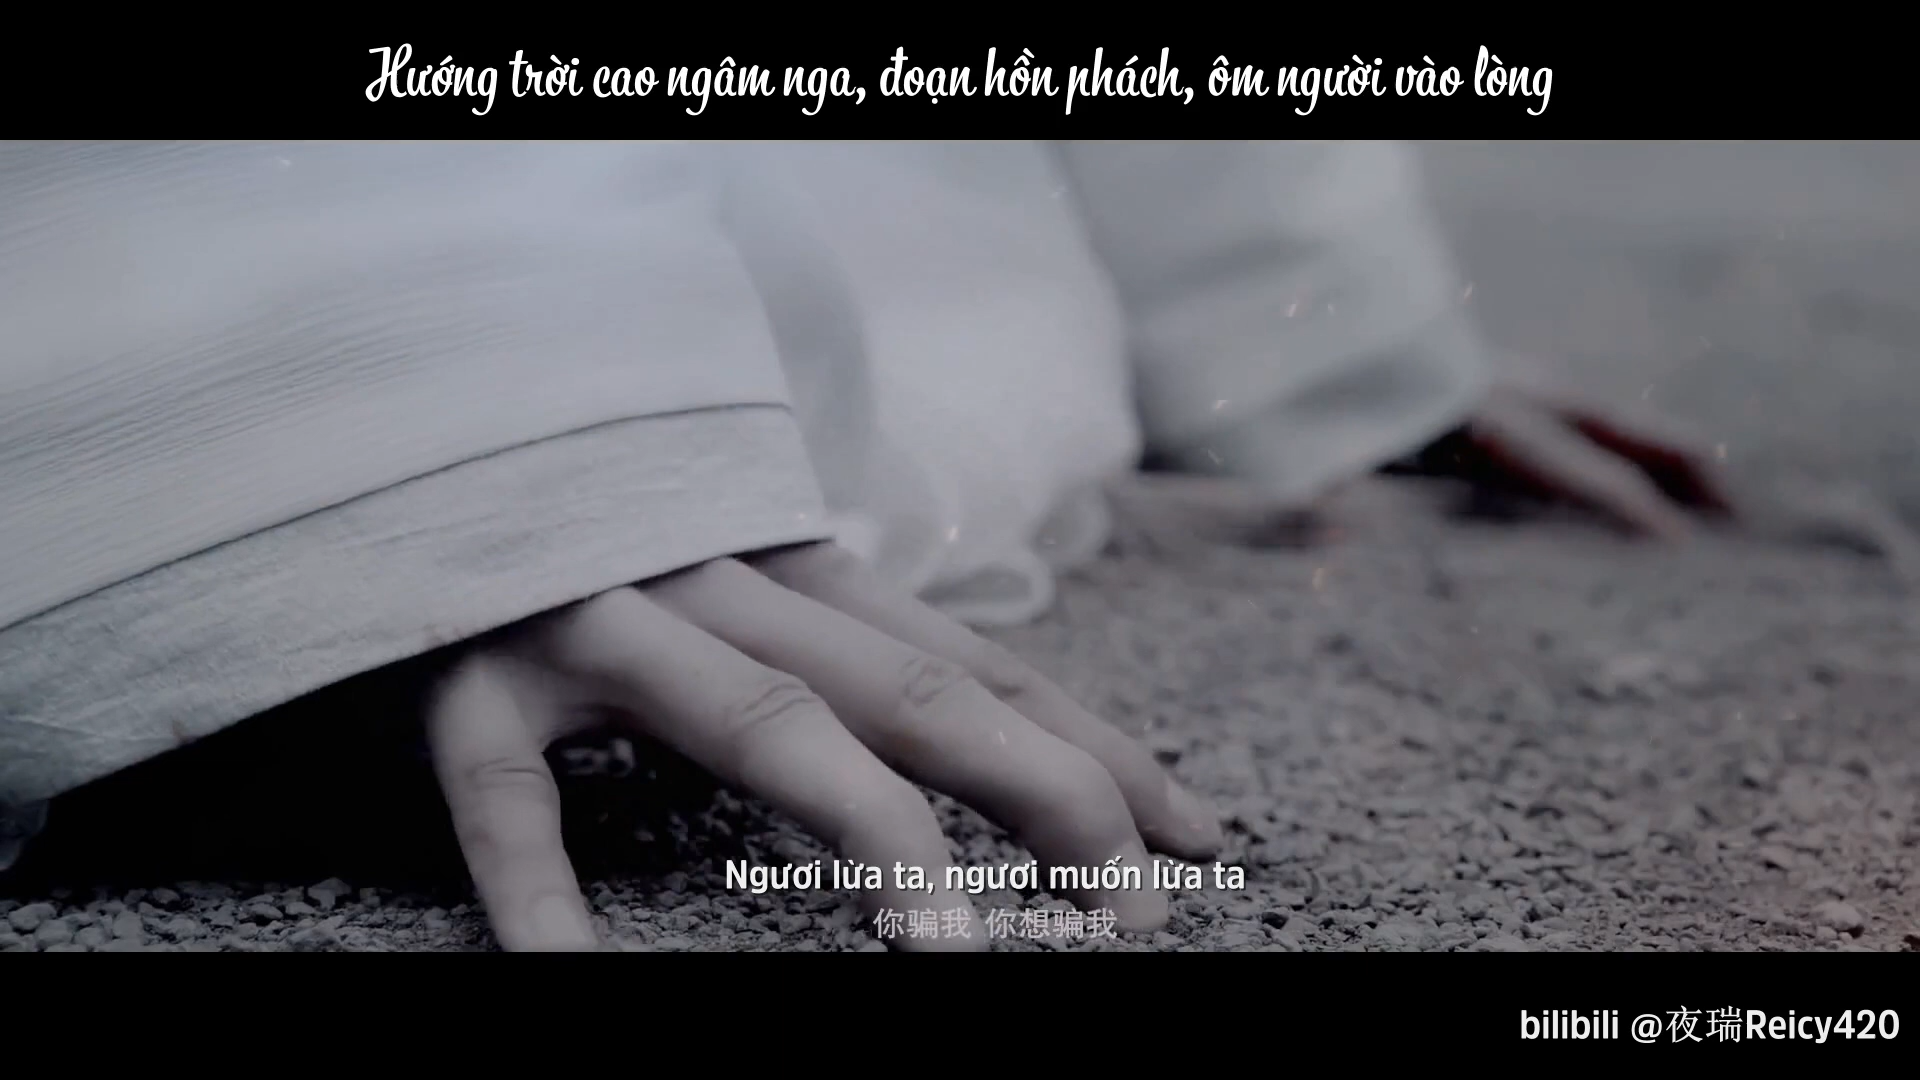 Hướng trời cao ngâm nga, đoạn hồn phách, ôm người vào lòng
Ngươi lừa ta, ngươi muốn lừa ta
你骗我 你想骗我
bilibili @夜瑞Reicy420